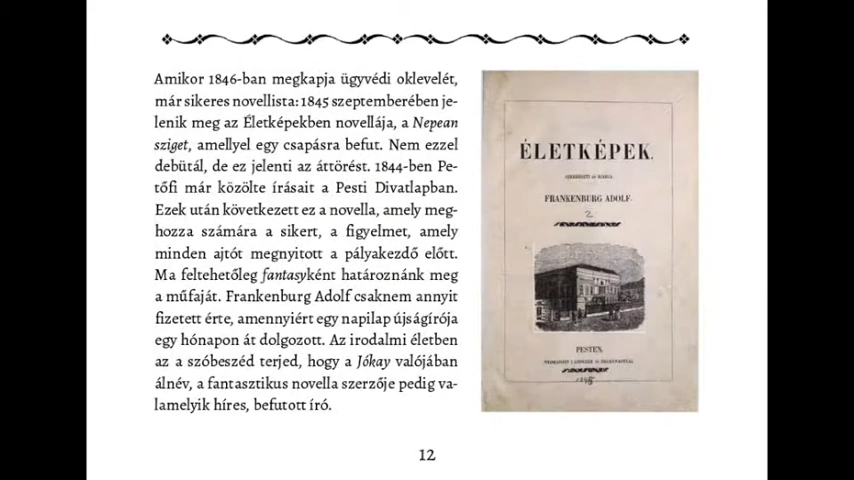 Amikor 1846-ban megkapja ügyvédi oklevelét,
már sikeres novellista: 1845 szeptemberében je-
lenik meg az Életképekben novellája, a Nepean
sziget, amellyel egy csapásra befut. Nem ezzel
debütál, de ez jelenti az áttörést. 1844-ben Pe-
tőfi már közölte írásait a Pesti Divatlapban.
Ezek után következett ez a novella, amely meg-
hozza számára a sikert, a figyelmet, amely
minden ajtót megnyitott a pályakezdő előtt.
Ma feltehetőleg fantasyként határoznánk meg
a műfaját. Frankenburg Adolf csaknem annyit
fizetett érte, amennyiért egy napilap újságírója
egy hónapon át dolgozott. Az irodalmi életben
az a szóbeszéd terjed, hogy a Jókay valójában
álnév, a fantasztikus novella szerzője pedig va-
lamelyik híres, befutott író.
ÉLETKÉPEK.
FRANKENBURG ADOLF.
2
PESTEN,
12